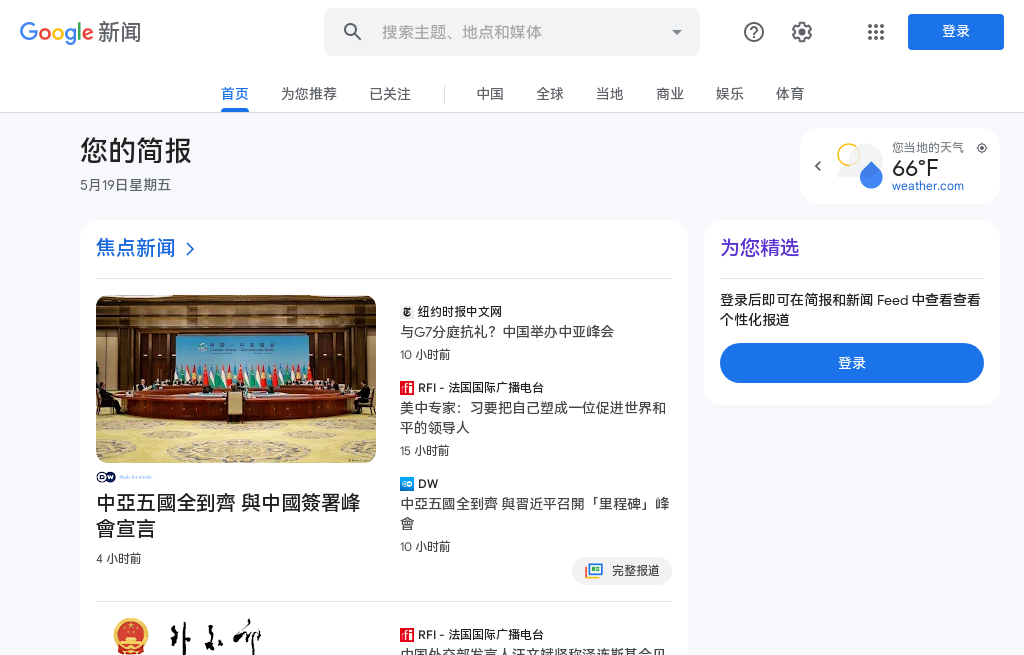 Google 新闻
搜索主题、地点和媒体
登录
首页
为您推荐
已关注
中国
全球
当地
商业
娱乐
体育
您的简报
5月19日星期五
您当地的天气
66°F
weather.com
焦点新闻
中國 - 中亞峰會
DW Made for minds
中亞五國全到齊 與中國簽署峰
會宣言
4 小时前
纽约时报中文网
与G7分庭抗礼？中国举办中亚峰会
10 小时前
RFI - 法国国际广播电台
美中专家：习要把自己塑成一位促进世界和
平的领导人
15 小时前
DW
中亞五國全到齊 與習近平召開「里程碑」峰
會
10 小时前
完整报道
为您精选
登录后即可在简报和新闻 Feed 中查看查看
个性化报道
登录
外交部
RFI - 法国国际广播电台